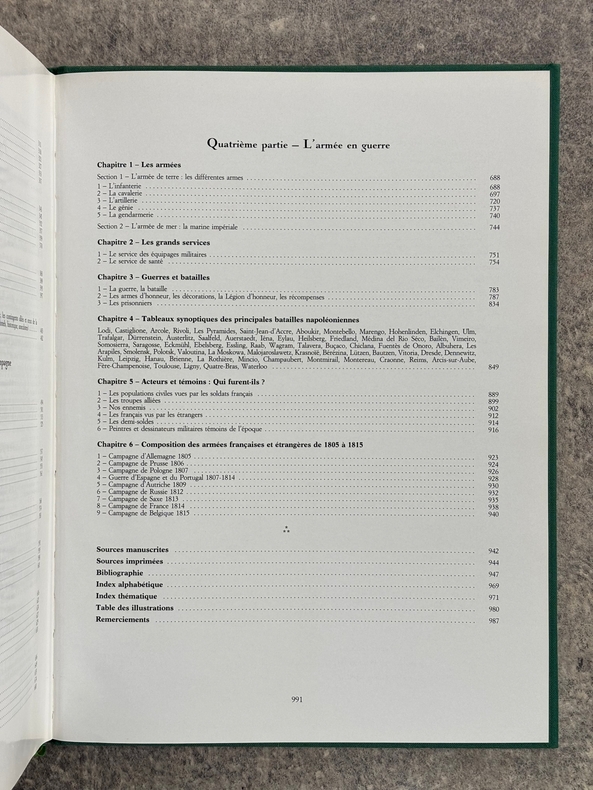 Quatrième partie – L'armée en guerre
Chapitre 1 – Les armées
Section 1 – L'armée de terre : les différentes armes 688
1 – L'infanterie 688
2 – La cavalerie 697
3 – L'artillerie 720
4 – Le génie 737
5 – La gendarmerie 740
Section 2 – L'armée de mer : la marine impériale 744
Chapitre 2 – Les grands services
1 – Le service des équipages militaires 751
2 – Le service de santé 754
Chapitre 3 – Guerres et batailles
1 – La guerre, la bataille 783
2 – Les armes d'honneur, les décorations, la Légion d'honneur, les récompenses 787
3 – Les prisonniers 834
Chapitre 4 – Tableaux synoptiques des principales batailles napoléoniennes
Lodi, Castiglione, Arcole, Rivoli, Les Pyramides, Saint-Jean-d'Acre, Aboukir, Montebello, Marengo, Hohenlinden, Elchingen, Ulm,
Trafalgar, Dürrenstein, Austerlitz, Saalfeld, Auerstaedt, Iéna, Eylau, Heilsberg, Friedland, Médina del Rio Séco, Bailén, Vimeiro,
Somosierra, Saragosse, Eckmühl, Ebelsberg, Essling, Raab, Wagram, Talavera, Buçaco, Chiclana, Fuentès de Onoro, Albuhera, Les
Arapiles, Smolensk, Polotsk, Valoutina, La Moskowa, Malojaroslawetz, Krasnoïé, Bérézina, Lützen, Bautzen, Vitoria, Dresde, Dennewitz,
Kulm, Leipzig, Hanau, Brienne, La Rothière, Mincio, Champaubert, Montmirail, Montereau, Craonne, Reims, Arcis-sur-Aube,
Fère-Champenoise, Toulouse, Ligny, Quatre-Bras, Waterloo 849
Chapitre 5 – Acteurs et témoins : Qui furent-ils ?
1 – Les populations civiles vues par les soldats français 889
2 – Les troupes alliées 899
3 – Nos ennemis 902
4 – Les français vus par les étrangers 912
5 – Les demi-soldes 914
6 – Peintres et dessinateurs militaires témoins de l'époque 916
Chapitre 6 – Composition des armées françaises et étrangères de 1805 à 1815
1 – Campagne d'Allemagne 1805 923
2 – Campagne de Prusse 1806 924
3 – Campagne de Pologne 1807 926
4 – Guerre d'Espagne et du Portugal 1807-1814 928
5 – Campagne d'Autriche 1809 930
6 – Campagne de Russie 1812 932
7 – Campagne de Saxe 1813 935
8 – Campagne de France 1814 938
9 – Campagne de Belgique 1815 940
Sources manuscrites 942
Sources imprimées 944
Bibliographie 947
Index alphabétique 969
Index thématique 971
Table des illustrations 980
Remerciements 987
991